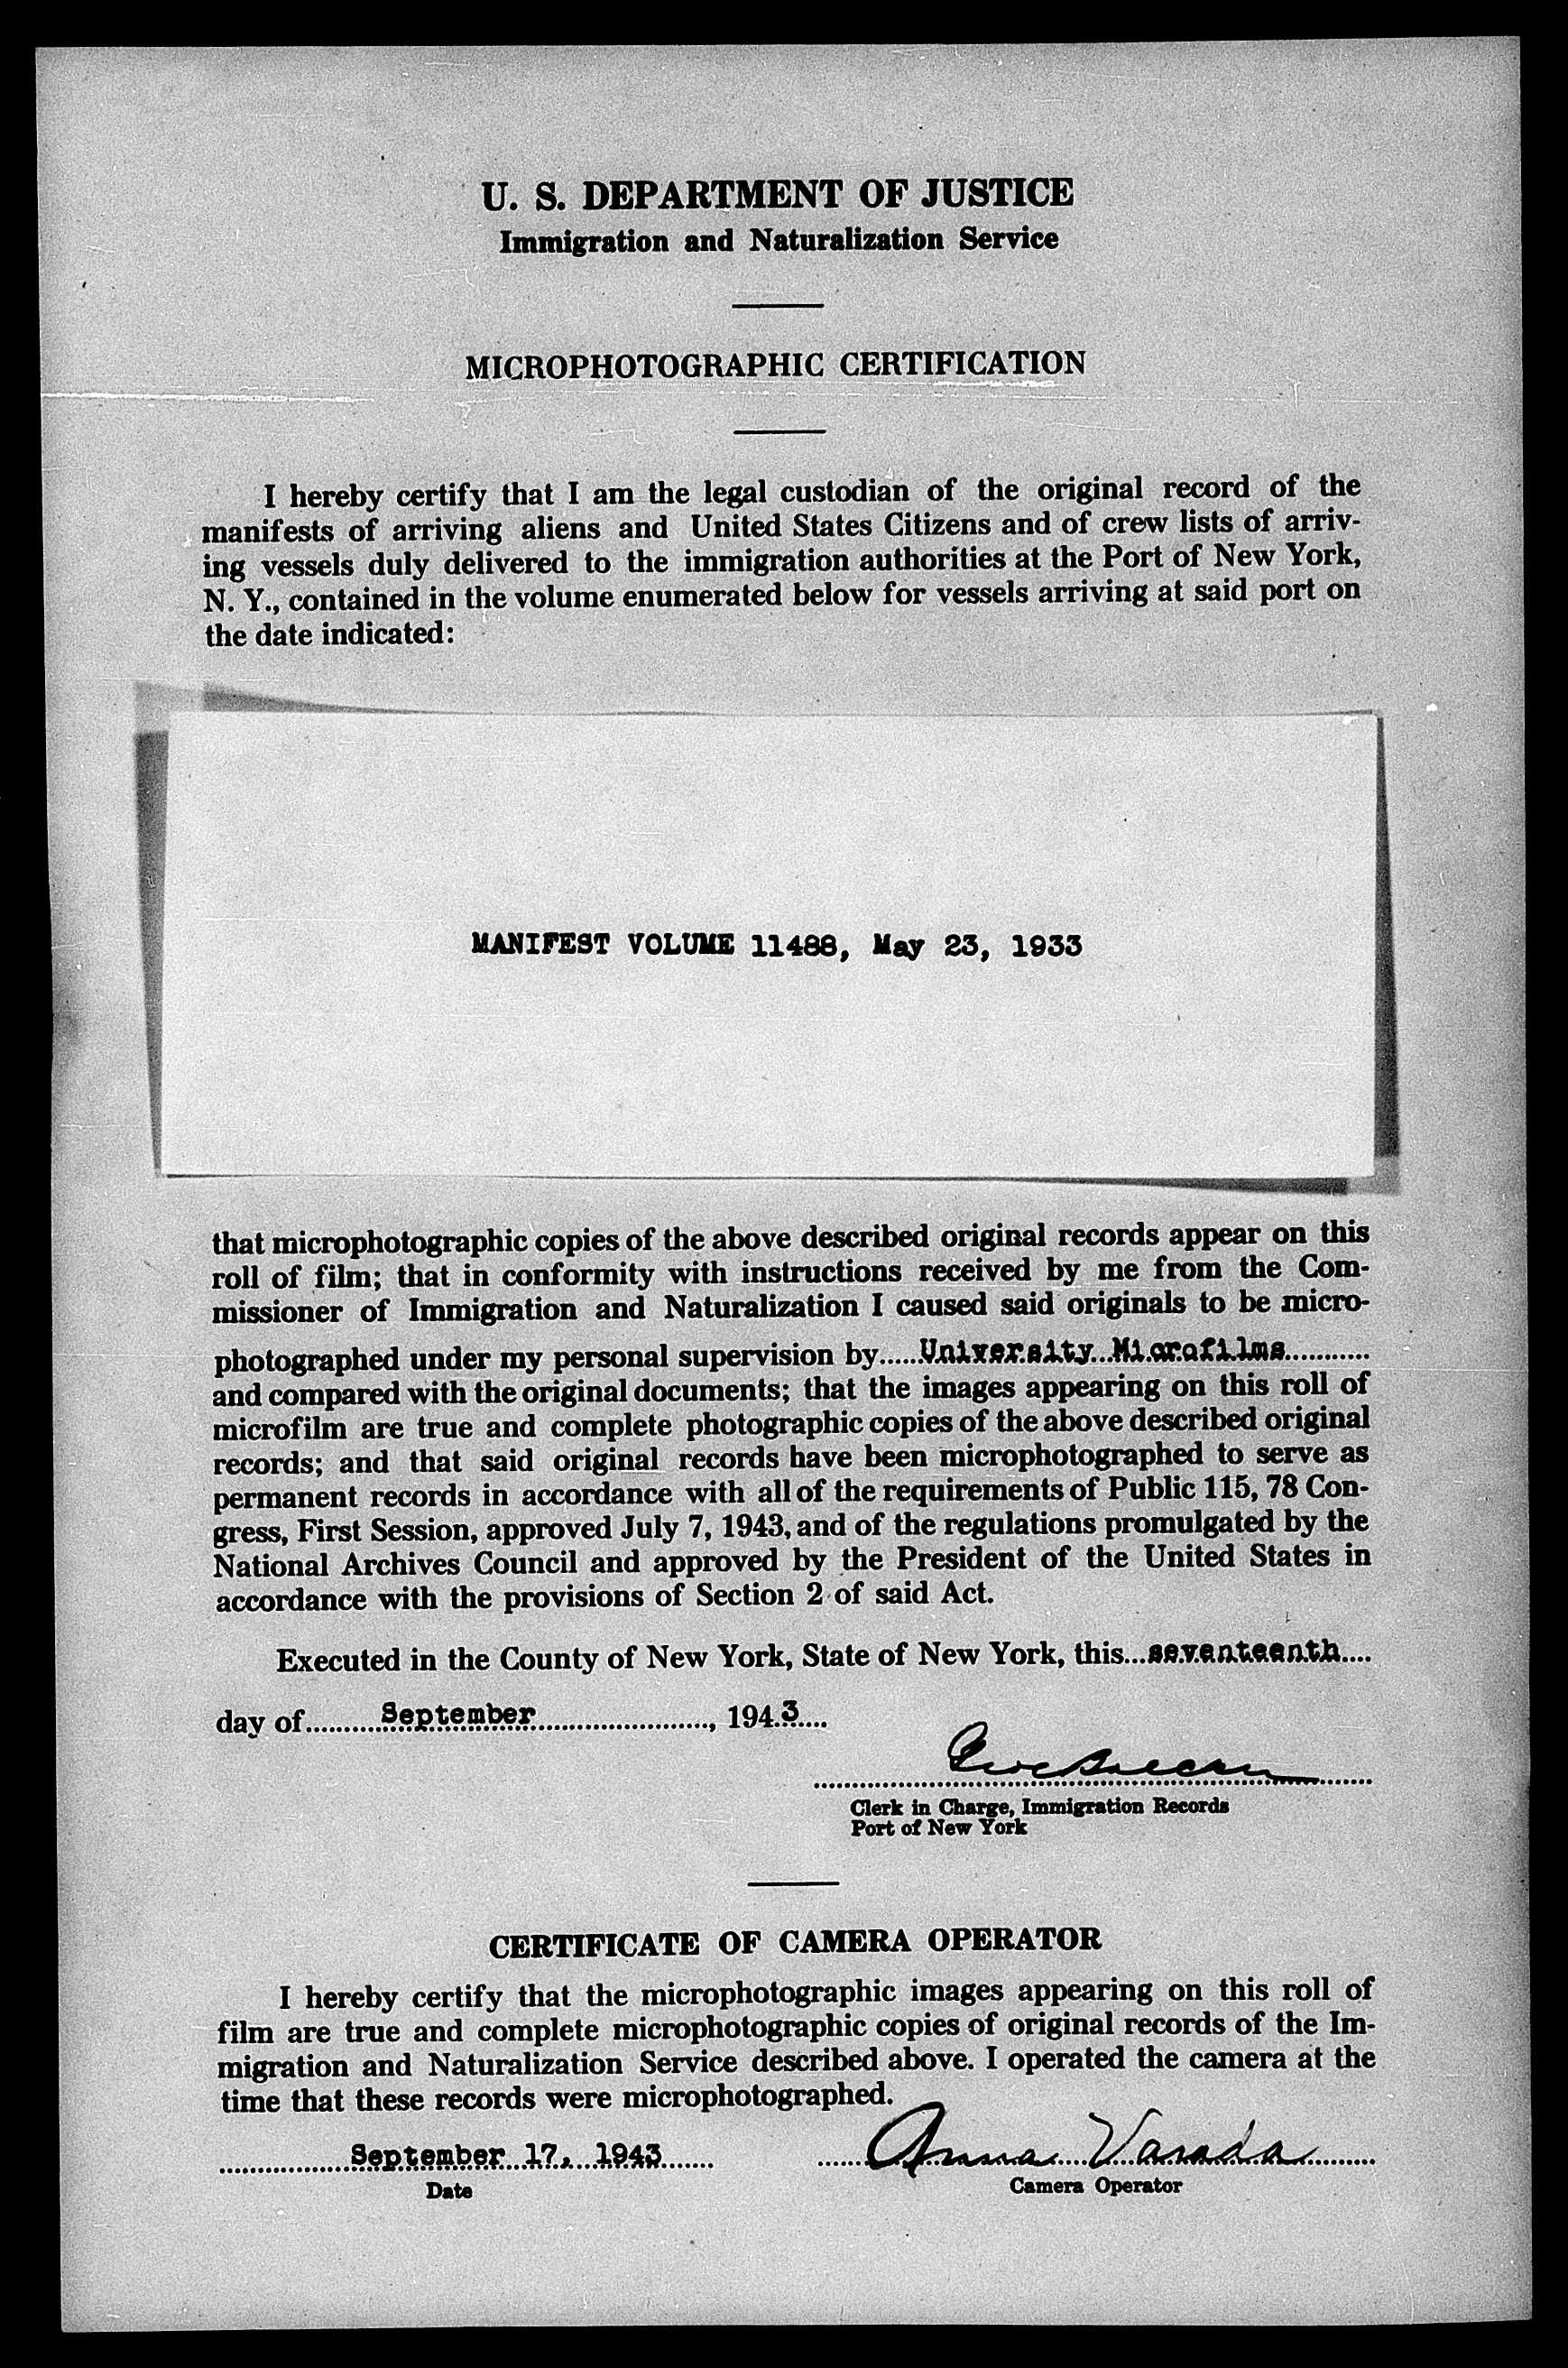 U. S. DEPARTMENT OF JUSTICE
Immigration and Naturalization Service
MICROPHOTOGRAPHIC CERTIFICATION
I hereby certify that I am the legal custodian of the original record of the
manifests of arriving aliens and United States Citizens and of crew lists of arriv-
ing vessels duly delivered to the immigration authorities at the Port of New York,
N. Y., contained in the volume enumerated below for vessels arriving at said port on
the date indicated:
MANIFEST VOLUME 11488, May 23, 1933
that microphotographic copies of the above described original records appear on this
roll of film; that in conformity with instructions received by me from the Com-
missioner of Immigration and Naturalization I caused said originals to be micro-
photographed under my personal supervision by.....University Microfilms...........
and compared with the original documents; that the images appearing on this roll of
microfilm are true and complete photographic copies of the above described original
records; and that said original records have been microphotographed to serve as
permanent records in accordance with all of the requirements of Public 115, 78 Con-
gress, First Session, approved July 7, 1943, and of the regulations promulgated by the
National Archives Council and approved by the President of the United States in
accordance with the provisions of Section 2 of said Act.
Executed in the County of New York, State of New York, this...seventeenth....
day of..........September......................, 194.3....
Clerk in Charge, Immigration Records
Port of New York
CERTIFICATE OF CAMERA OPERATOR
I hereby certify that the microphotographic images appearing on this roll of
film are true and complete microphotographic copies of original records of the Im-
migration and Naturalization Service described above. I operated the camera at the
time that these records were microphotographed.
September 17, 1943 Anna Varada
Date Camera Operator